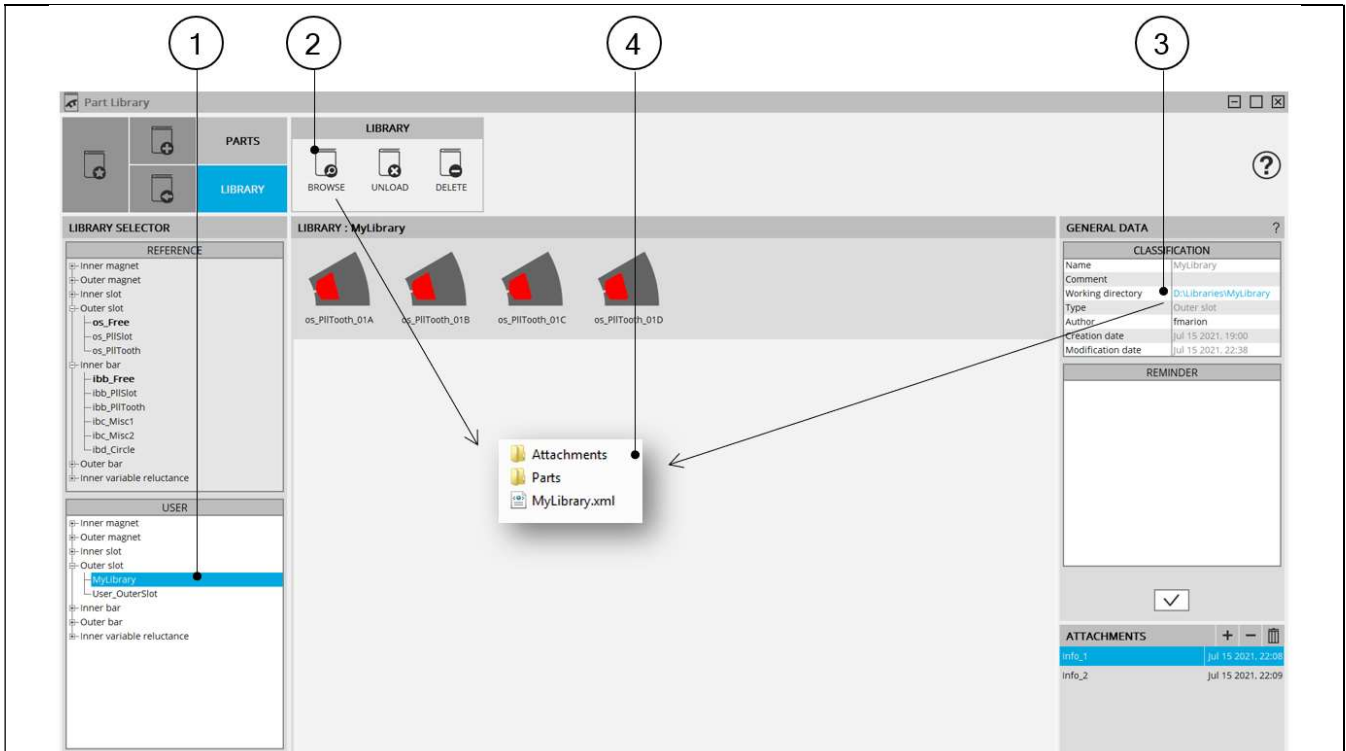 1
2
4
3
Part Library
PARTS
LIBRARY
LIBRARY
BROWSE
UNLOAD
DELETE
?
LIBRARY SELECTOR
REFERENCE
Inner magnet
Outer magnet
Inner slot
Outer slot
os_Free
os_PllSlot
os_PllTooth
Inner bar
ibb_Free
ibb_PllSlot
ibb_PllTooth
ibc_Misc1
ibc_Misc2
ibd_Circle
Outer bar
Inner variable reluctance
USER
Inner magnet
Outer magnet
Inner slot
Outer slot
MyLibrary
User_OuterSlot
Inner bar
Outer bar
Inner variable reluctance
LIBRARY : MyLibrary
os_PllTooth_01A
os_PllTooth_01B
os_PllTooth_01C
os_PllTooth_01D
Attachments
Parts
MyLibrary.xml
GENERAL DATA ?
CLASSIFICATION
Name MyLibrary
Comment
Working directory D:\Libraries\MyLibrary
Type Outer slot
Author fmarion
Creation date Jul 15 2021, 19:00
Modification date Jul 15 2021, 22:38
REMINDER
ATTACHMENTS
Info_1 Jul 15 2021, 22:08
Info_2 Jul 15 2021, 22:09